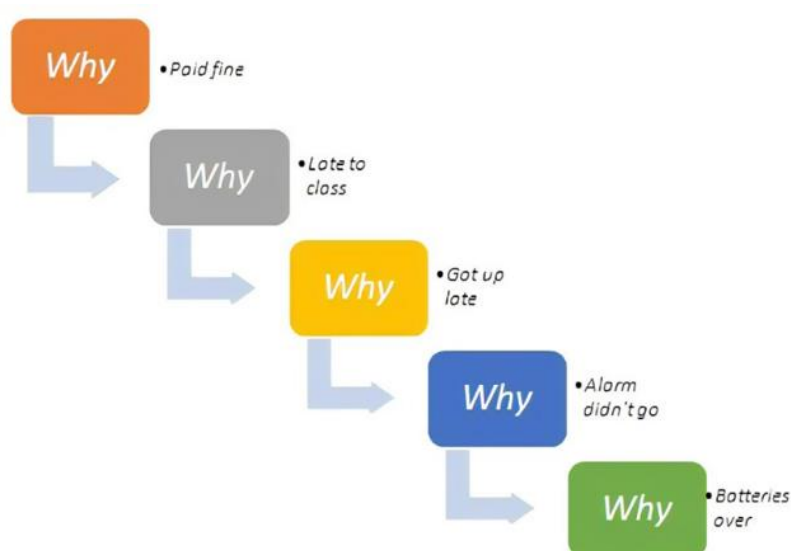 Why
• Paid fine
Why
• Late to
class
Why
• Got up
late
Why
• Alarm
didn't go
Why
• Batteries
over